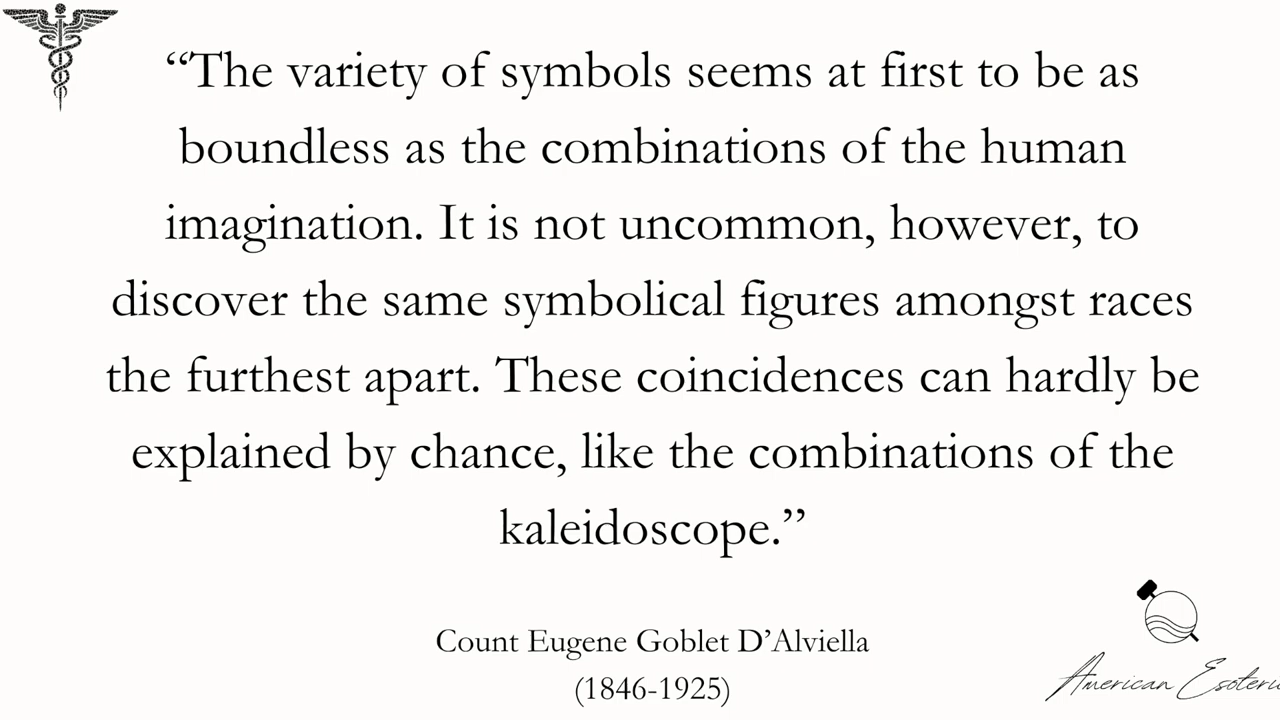 “The variety of symbols seems at first to be as
boundless as the combinations of the human
imagination. It is not uncommon, however, to
discover the same symbolical figures amongst races
the furthest apart. These coincidences can hardly be
explained by chance, like the combinations of the
kaleidoscope.”
Count Eugene Goblet D’Alviella
(1846-1925)
American